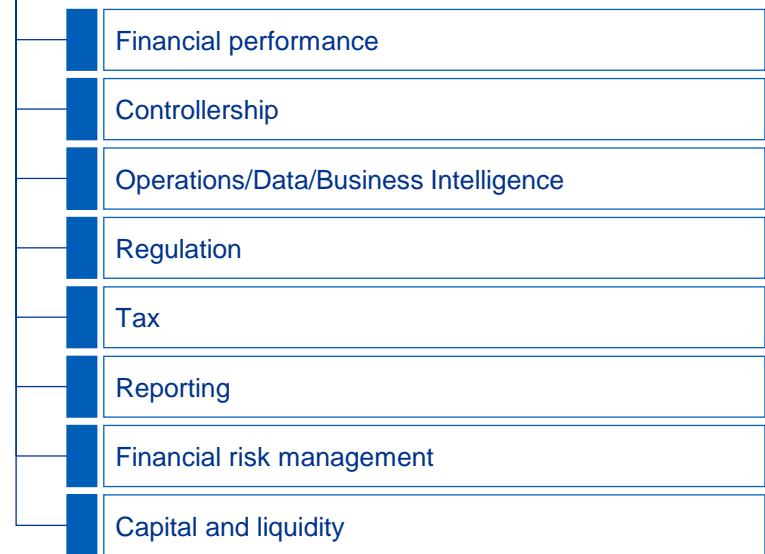 Financial performance
Controllership
Operations/Data/Business Intelligence
Regulation
Tax
Reporting
Financial risk management
Capital and liquidity